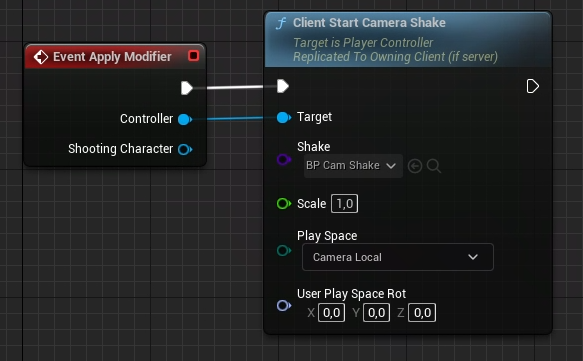 Client Start Camera Shake
Target is Player Controller
Replicated To Owning Client (if server)
Event Apply Modifier
Controller
Shooting Character
Target
Shake
BP Cam Shake
Scale 1,0
Play Space
Camera Local
User Play Space Rot
X 0,0 Y 0,0 Z 0,0